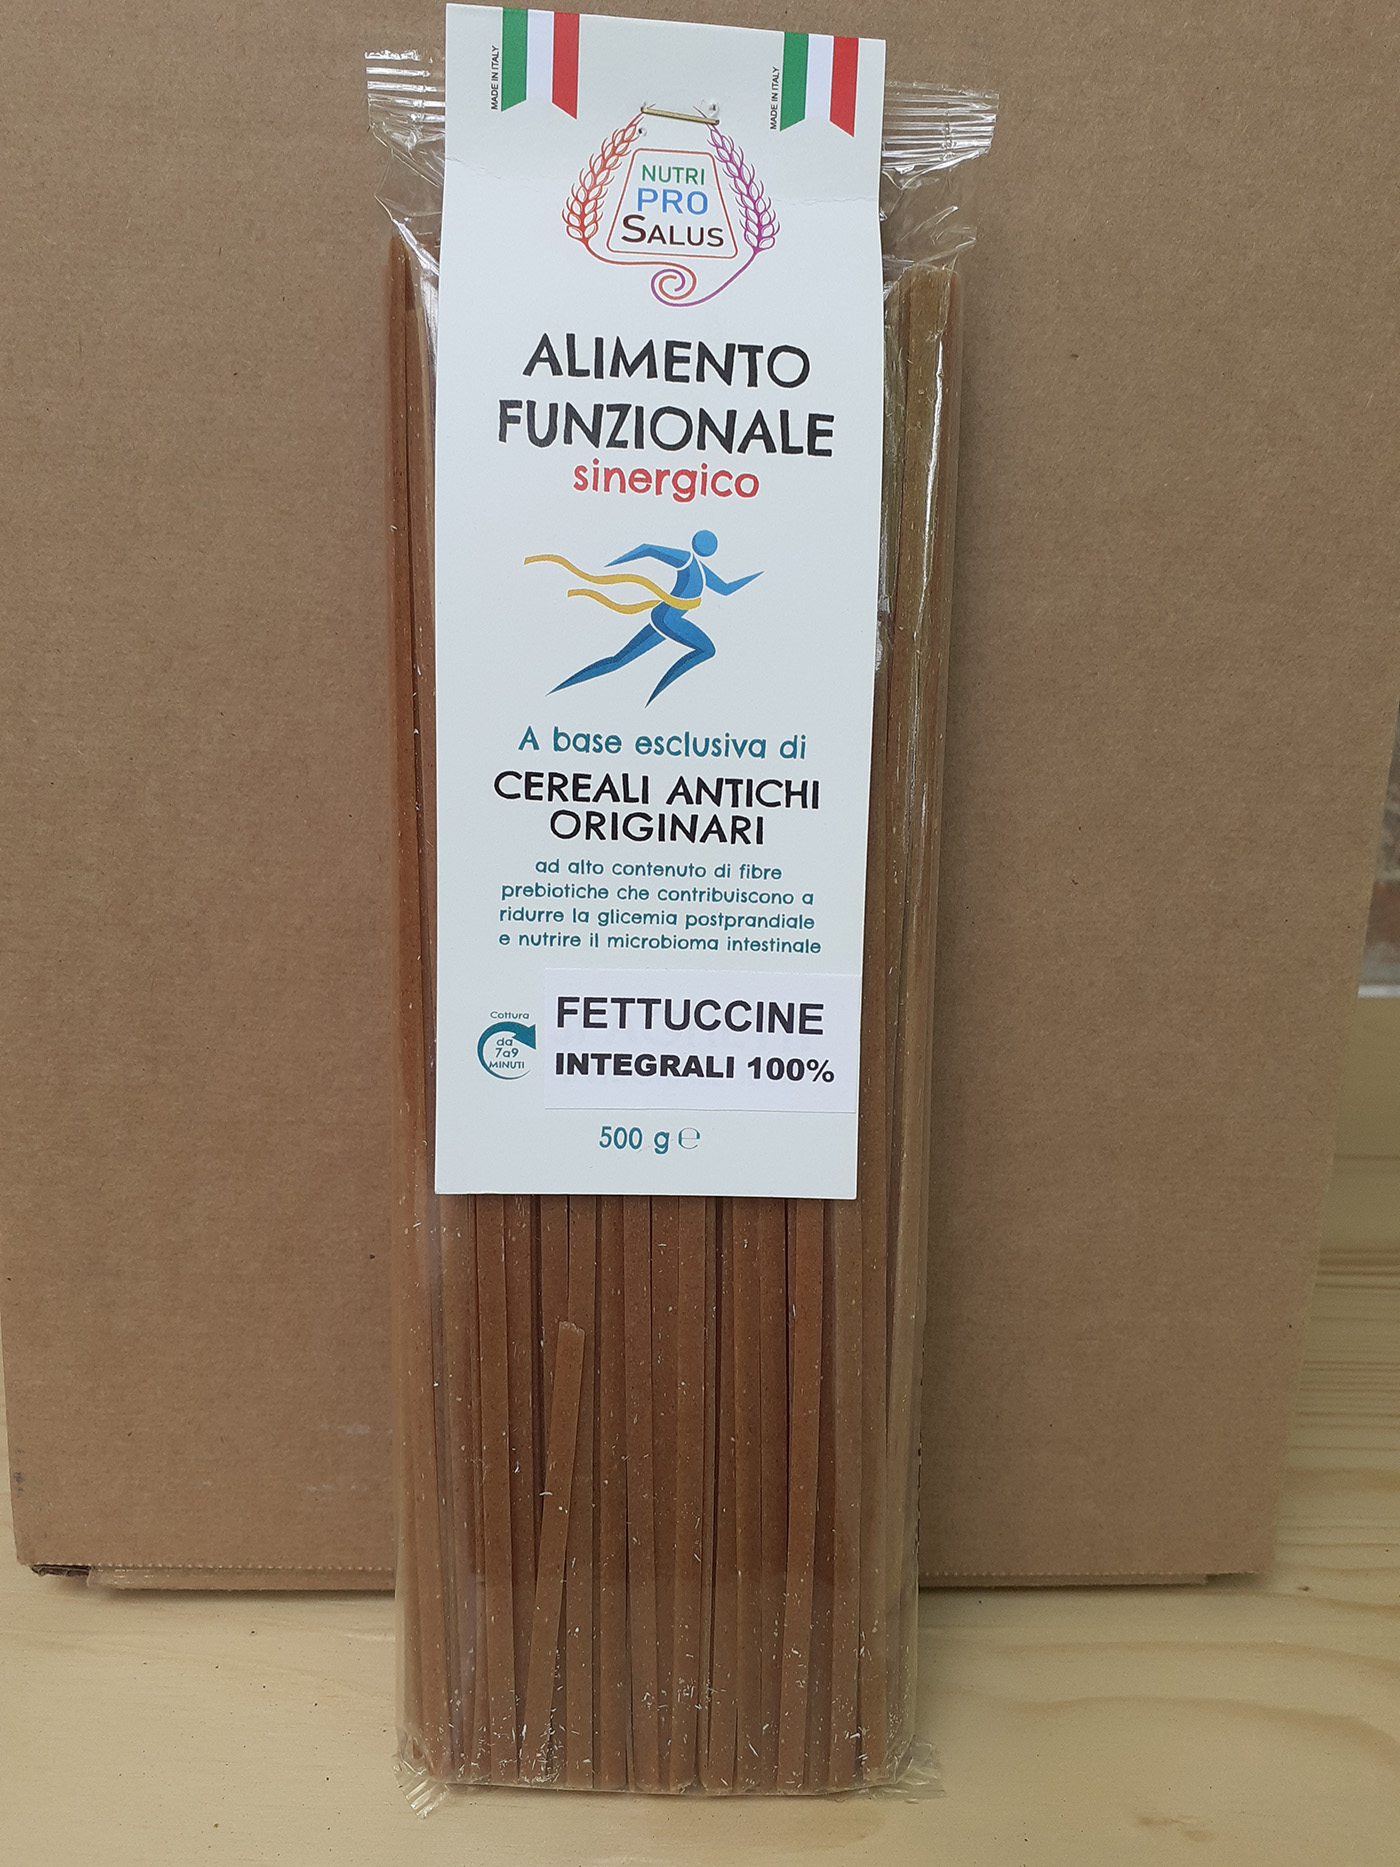 MADE IN ITALY
MADE IN ITALY
NUTRI
PRO
SALUS
ALIMENTO
FUNZIONALE
sinergico
A base esclusiva di
CEREALI ANTICHI
ORIGINARI
ad alto contenuto di fibre
prebiotiche che contribuiscono a
ridurre la glicemia postprandiale
e nutrire il microbioma intestinale
Cottura
da
7a9
MINUTI
FETTUCCINE
INTEGRALI 100%
500 g ℮